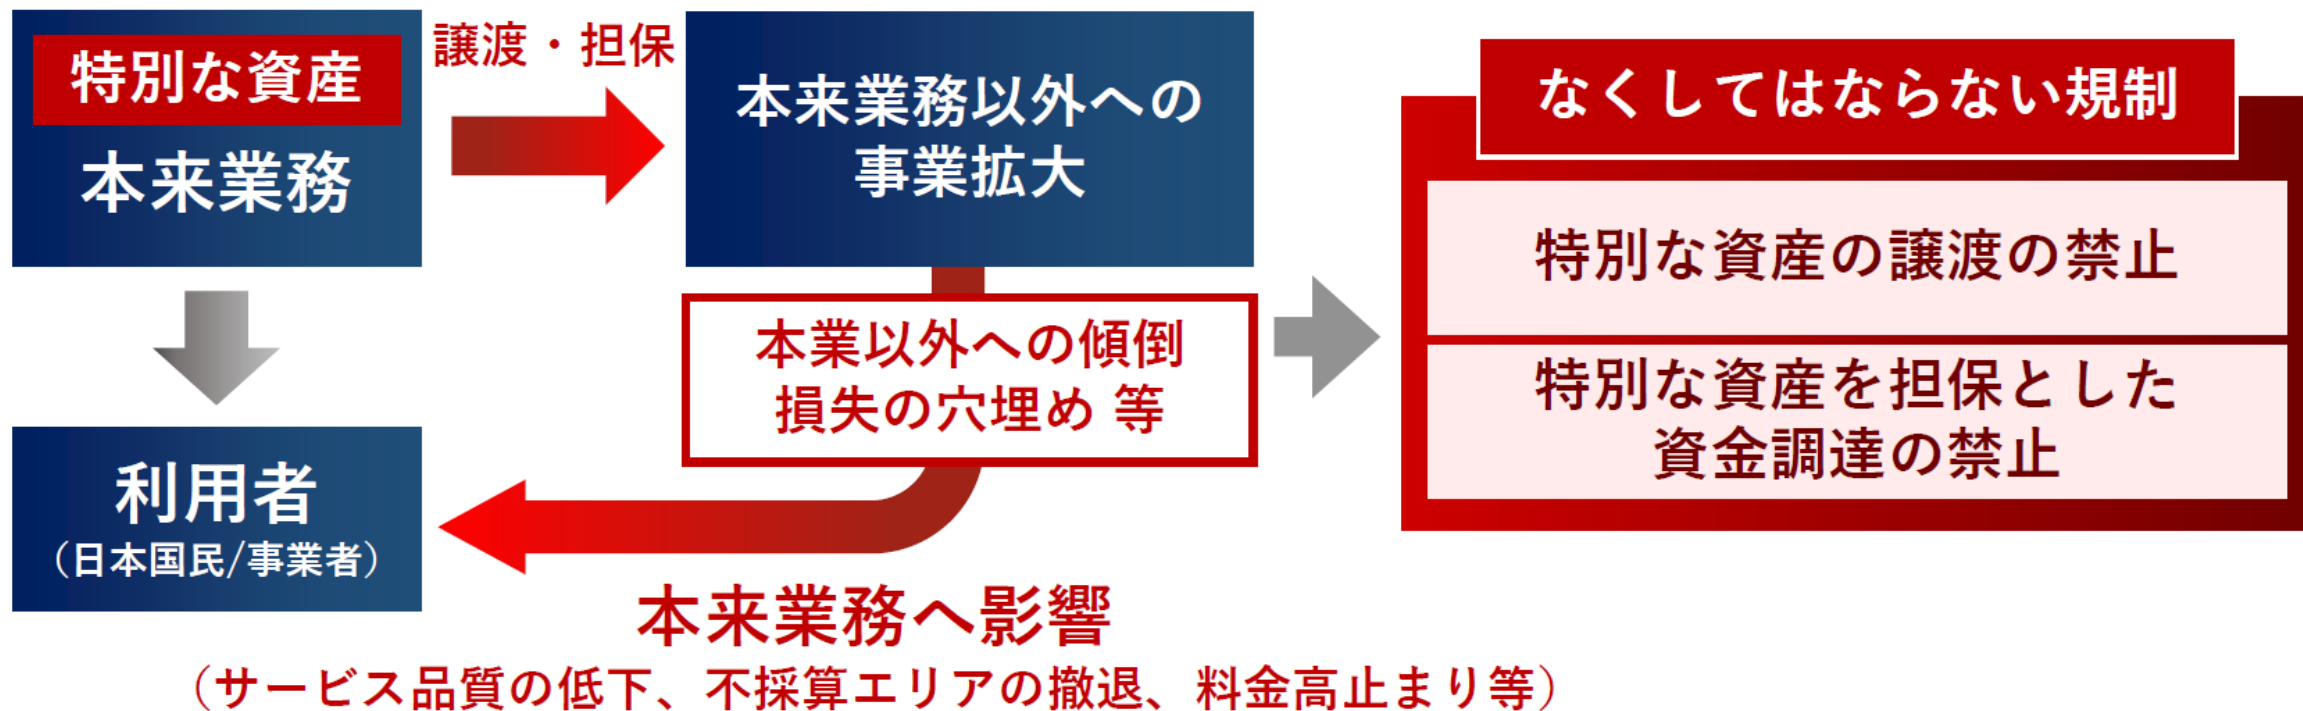 特別な資産
本来業務
譲渡・担保
本来業務以外への
事業拡大
本業以外への傾倒
損失の穴埋め 等
利用者
（日本国民/事業者）
本来業務へ影響
（サービス品質の低下、不採算エリアの撤退、料金高止まり等）
なくしてはならない規制
特別な資産の譲渡の禁止
特別な資産を担保とした
資金調達の禁止